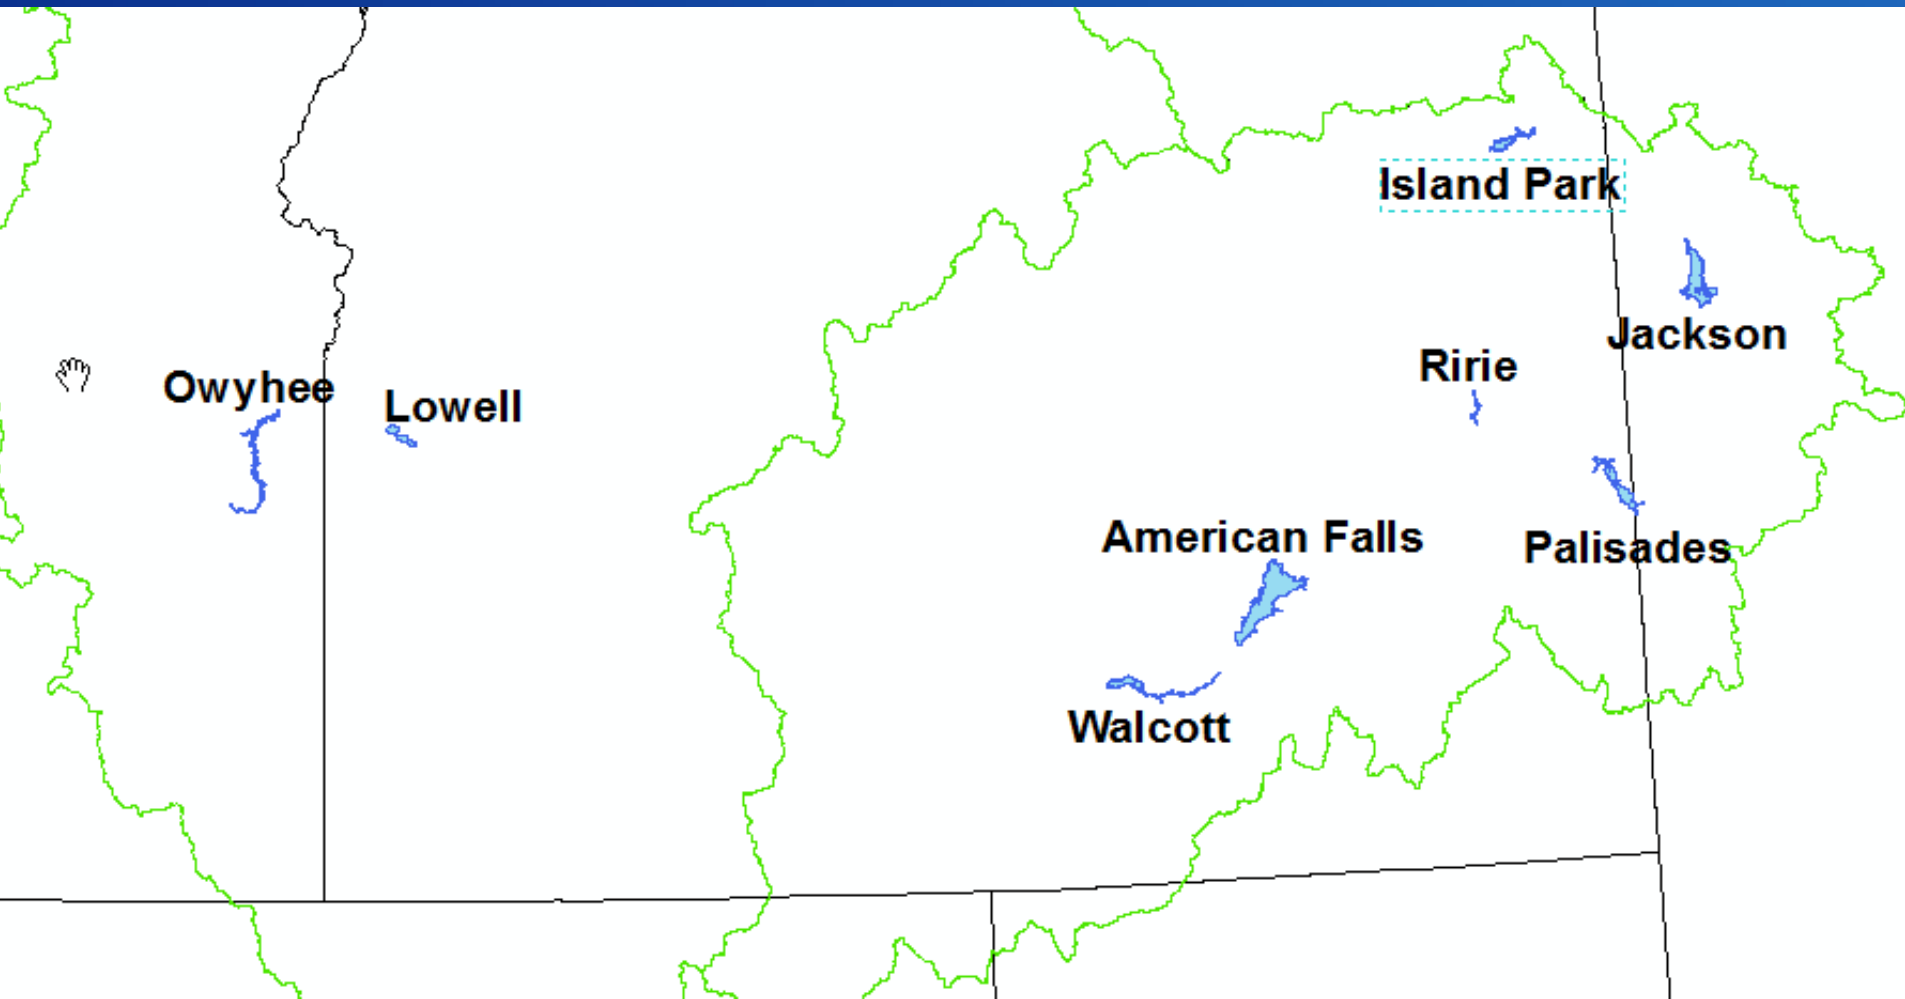 Island Park
Jackson
Ririe
Owyhee
Lowell
American Falls
Palisades
Walcott